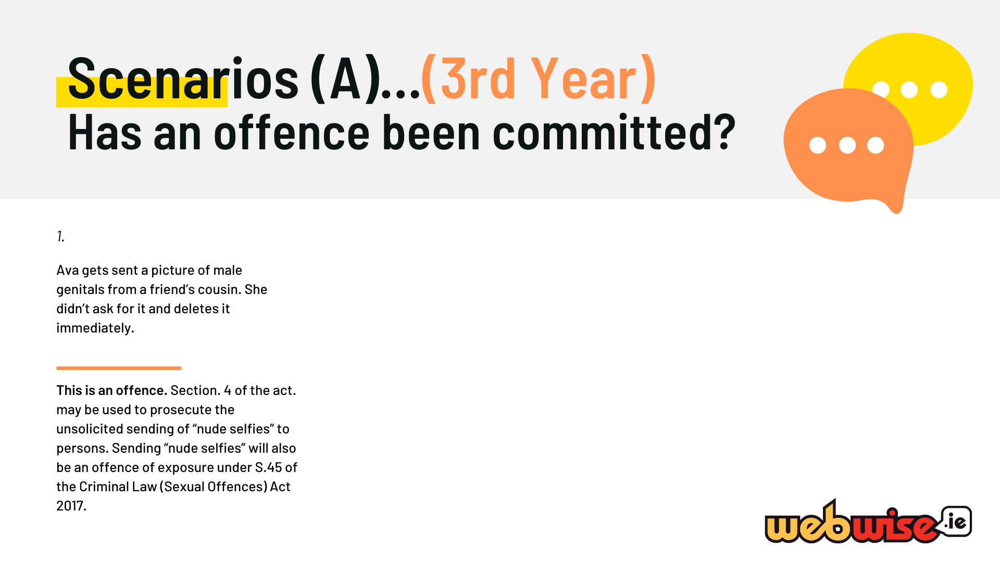 Scenarios (A)...(3rd Year)
Has an offence been committed?
1.
Ava gets sent a picture of male
genitals from a friend’s cousin. She
didn’t ask for it and deletes it
immediately.
This is an offence. Section. 4 of the act.
may be used to prosecute the
unsolicited sending of “nude selfies” to
persons. Sending “nude selfies” will also
be an offence of exposure under S.45 of
the Criminal Law (Sexual Offences) Act
2017.
webwise.ie